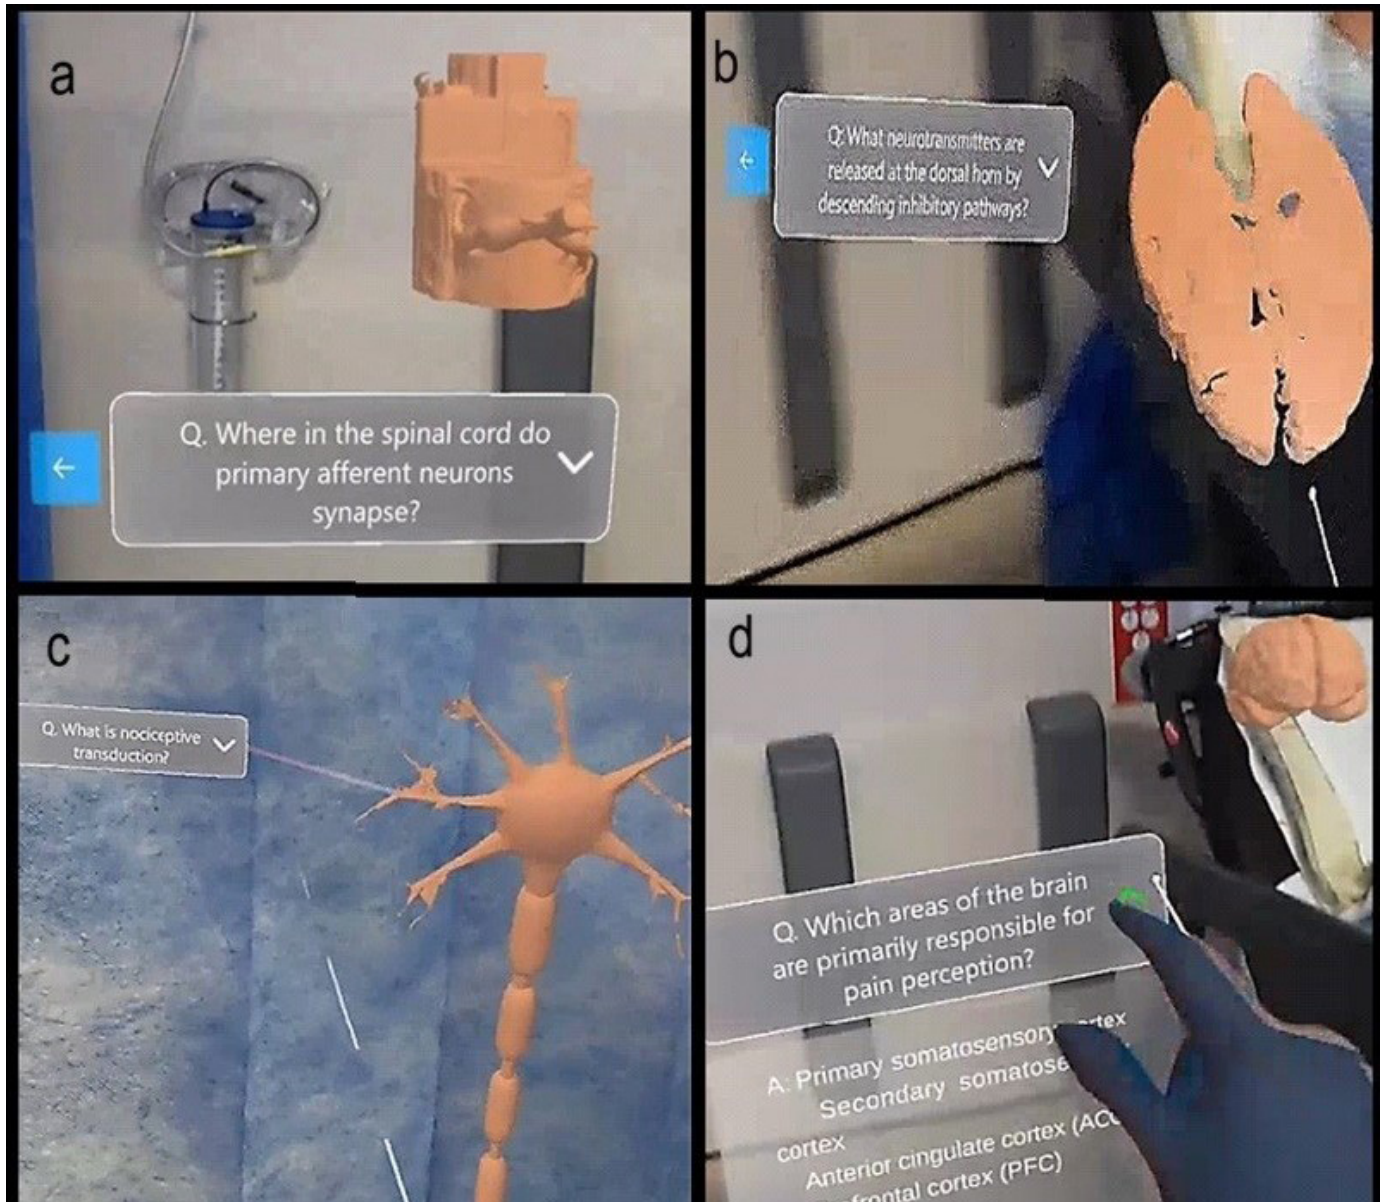 a
Q. Where in the spinal cord do
primary afferent neurons
synapse?
b
Q: What neurotransmitters are
released at the dorsal horn by
descending inhibitory pathways?
c
Q. What is nociceptive
transduction?
d
Q. Which areas of the brain
are primarily responsible for
pain perception?
A: Primary somatosensory
Secondary
cortex
Anterior cingulate cortex
cortex (PFC)